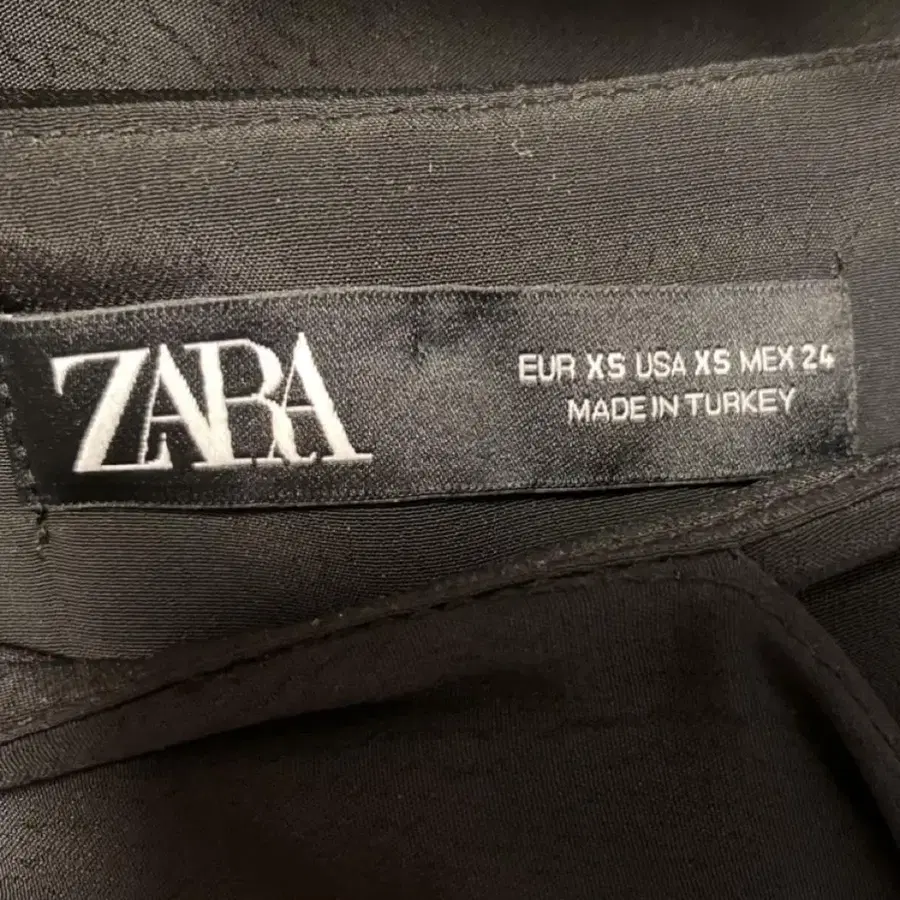 ZARA
EUR XS USA XS MEX 24
MADE IN TURKEY